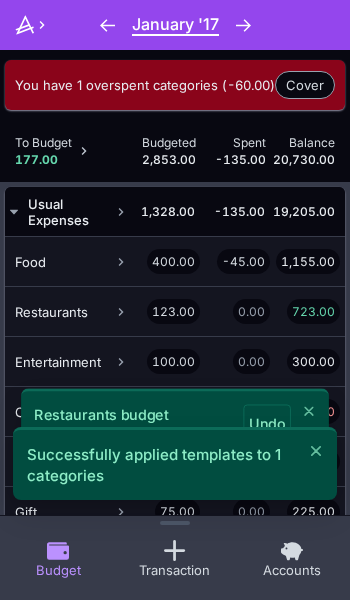 January '17
You have 1 overspent categories (-60.00)
Cover
To Budget Budgeted Spent Balance
177.00 2,853.00 -135.00 20,730.00
Usual Expenses 1,328.00 -135.00 19,205.00
Food 400.00 -45.00 1,155.00
Restaurants 123.00 0.00 723.00
Entertainment 100.00 0.00 300.00
Restaurants budget
Undo
Successfully applied templates to 1
categories
Gift 75.00 0.00 225.00
Budget Transaction Accounts